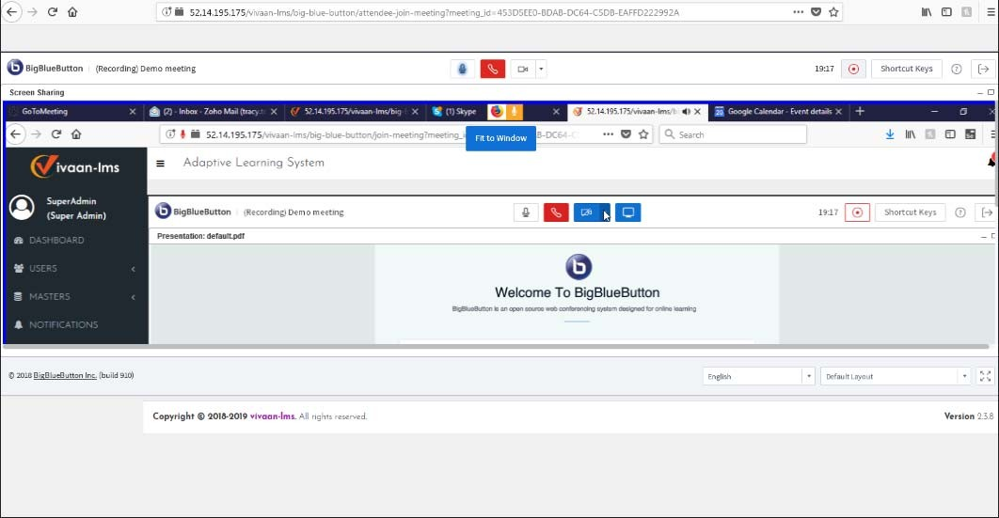 52.14.195.175/vivaan-lms/big-blue-button/attendee-join-meeting?meeting_id=453D5EE0-BDAB-DC64-C5DB-EAFFD222992A
BigBlueButton (Recording) Demo meeting 19:17 Shortcut Keys
Screen Sharing
GoToMeeting (2) - Inbox - Zoho Mail (tracy.t 52.14.195.175/vivaan-lms/big- (1) Skype 52.14.195.175/vivaan-lms/bi Google Calendar - Event details
52.14.195.175/vivaan-lms/big-blue-button/join-meeting?meeting_i Fit to Window B-DC64-C Search
ivaan-lms Adaptive Learning System
SuperAdmin
(Super Admin)
BigBlueButton (Recording) Demo meeting 19:17 Shortcut Keys
Presentation: default.pdf
DASHBOARD
USERS
MASTERS
NOTIFICATIONS
Welcome To BigBlueButton
BigBlueButton is an open source web conferencing system designed for online learning
© 2018 BigBlueButton Inc. (build 910) English Default Layout
Copyright © 2018-2019 vivaan-lms. All rights reserved. Version 2.3.8